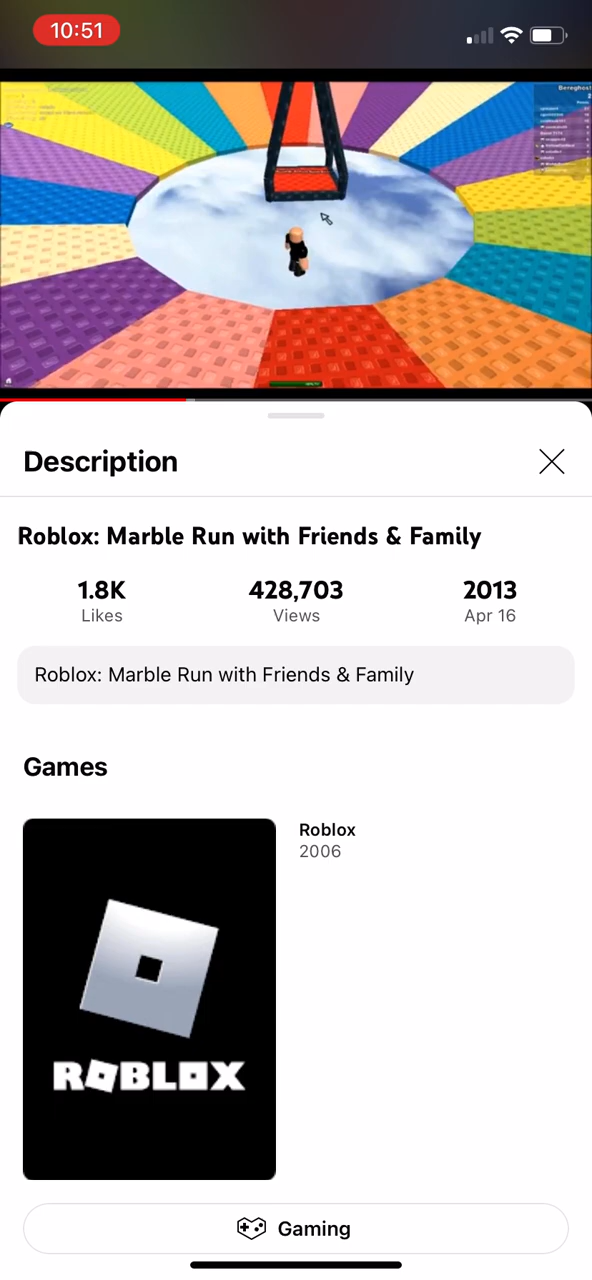 10:51
Description
Roblox: Marble Run with Friends & Family
1.8K
Likes
428,703
Views
2013
Apr 16
Roblox: Marble Run with Friends & Family
Games
Roblox
2006
ROBLOX
Gaming